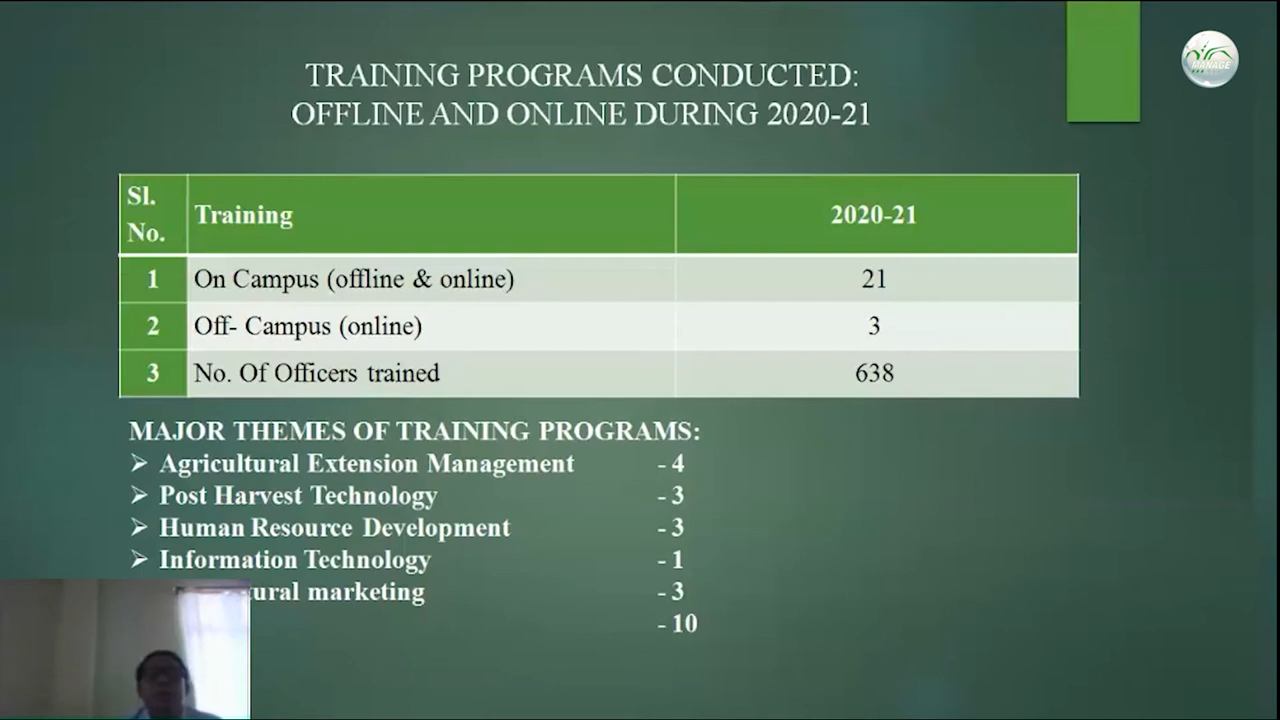 MANAGE
TRAINING PROGRAMS CONDUCTED:
OFFLINE AND ONLINE DURING 2020-21
Sl. No. Training 2020-21
1 On Campus (offline & online) 21
2 Off- Campus (online) 3
3 No. Of Officers trained 638
MAJOR THEMES OF TRAINING PROGRAMS:
➢ Agricultural Extension Management - 4
➢ Post Harvest Technology - 3
➢ Human Resource Development - 3
➢ Information Technology - 1
tural marketing - 3
- 10